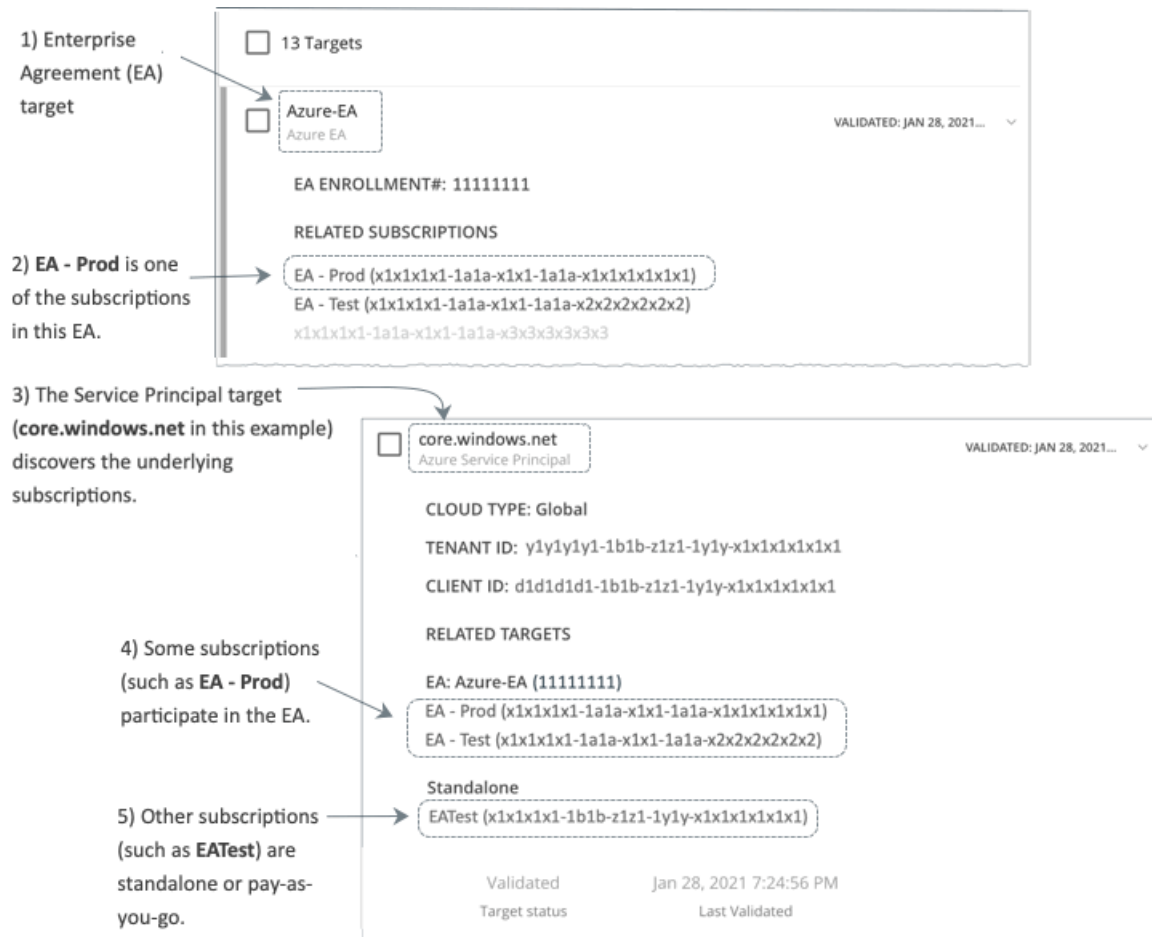 1) Enterprise
Agreement (EA)
target
13 Targets
Azure-EA
Azure EA
VALIDATED: JAN 28, 2021...
EA ENROLLMENT#: 11111111
RELATED SUBSCRIPTIONS
2) EA - Prod is one
of the subscriptions
in this EA.
EA - Prod (x1x1x1x1-1a1a-x1x1-1a1a-x1x1x1x1x1x1)
EA - Test (x1x1x1x1-1a1a-x1x1-1a1a-x2x2x2x2x2x2)
x1x1x1x1-1a1a-x1x1-1a1a-x3x3x3x3x3x3
3) The Service Principal target
(core.windows.net in this example)
discovers the underlying
subscriptions.
core.windows.net
Azure Service Principal
VALIDATED: JAN 28, 2021...
CLOUD TYPE: Global
TENANT ID: y1y1y1y1-1b1b-z1z1-1y1y-x1x1x1x1x1x1
CLIENT ID: d1d1d1d1-1b1b-z1z1-1y1y-x1x1x1x1x1x1
RELATED TARGETS
4) Some subscriptions
(such as EA - Prod)
participate in the EA.
EA: Azure-EA (11111111)
EA - Prod (x1x1x1x1-1a1a-x1x1-1a1a-x1x1x1x1x1x1)
EA - Test (x1x1x1x1-1a1a-x1x1-1a1a-x2x2x2x2x2x2)
Standalone
EATest (x1x1x1x1-1b1b-z1z1-1y1y-x1x1x1x1x1x1)
5) Other subscriptions
(such as EATest) are
standalone or pay-as-
you-go.
Validated
Jan 28, 2021 7:24:56 PM
Target status
Last Validated